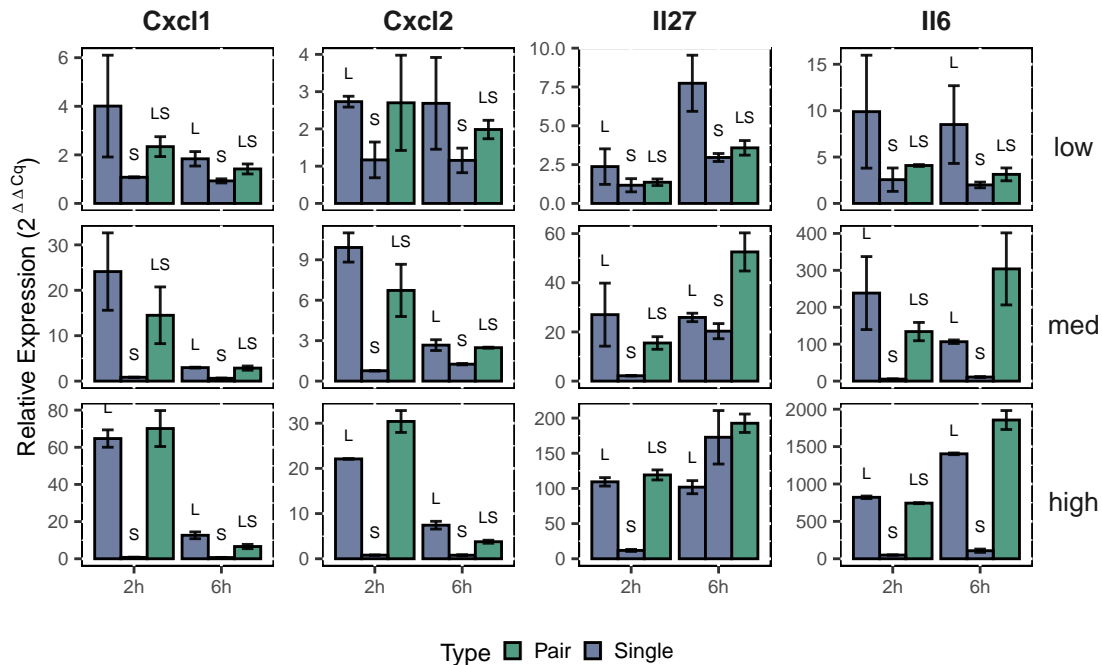 Cxcl1 Cxcl2 Il27 Il6
Relative Expression (2^ΔΔCq)
6 4 2 0
L S LS L S LS
4 3 2 1 0
L S S LS
10.0 7.5 5.0 2.5 0.0
L S LS S LS
15 10 5 0
S LS L S LS
low
30 20 10 0
L S LS L S LS
9 6 3 0
S LS L S
60 40 20 0
L S LS L S
400 300 200 100 0
L S LS L S
med
80 60 40 20 0
L S L S LS
30 20 10 0
L S L S LS
200 150 100 50 0
L S LS L
2000 1500 1000 500 0
L S LS L S
high
2h 6h 2h 6h 2h 6h 2h 6h
Type Pair Single